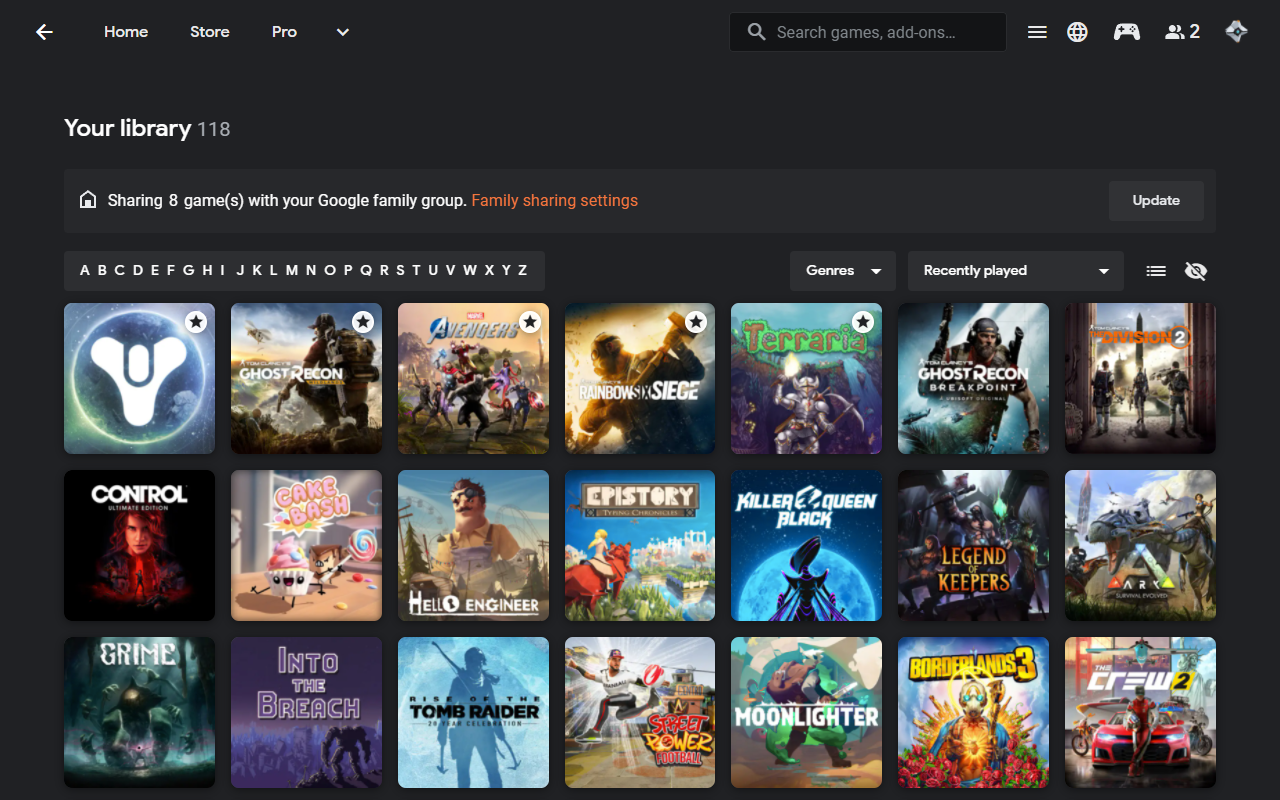 Home Store Pro
Search games, add-ons...
2
Your library 118
Sharing 8 game(s) with your Google family group. Family sharing settings
Update
A B C D E F G H I J K L M N O P Q R S T U V W X Y Z
Genres
Recently played
TOM CLANCY'S
GHOST RECON
WILDLANDS
MARVEL
AVENGERS
RAINBOW SIX SIEGE
Terraria
TOM CLANCY'S
GHOST RECON
BREAKPOINT
A UBISOFT ORIGINAL
TOM CLANCY'S
THE DIVISION 2
CONTROL
ULTIMATE EDITION
CAKE
BASH
HELLO ENGINEER
EPISTORY
TYPING CHRONICLES
KILLER QUEEN
BLACK
LEGEND
OF
KEEPERS
ARK
SURVIVAL EVOLVED
GRIME
INTO
THE
BREACH
RISE OF THE
TOMB RAIDER
20 YEAR CELEBRATION
STREET
POWER
FOOTBALL
MOONLIGHTER
BORDERLANDS 3
THE
CREW 2